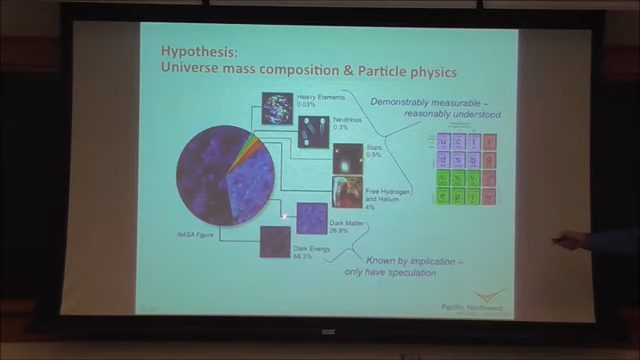 Hypothesis:
Universe mass composition & Particle physics
Heavy Elements
0.03%
Neutrinos
0.3%
Stars
0.5%
Free Hydrogen
and Helium
4%
Dark Matter
26.8%
Dark Energy
68.3%
NASA Figure
Demonstrably measurable –
reasonably understood
u c t
d s b g
e μ τ
Known by implication –
only have speculation
Pacific Northwest